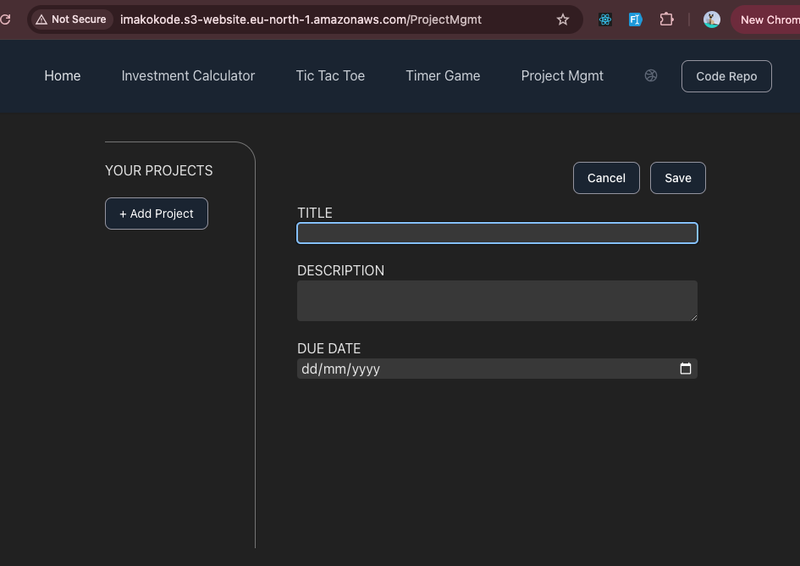 Not Secure imakokode.s3-website.eu-north-1.amazonaws.com/ProjectMgmt New Chrom
Home Investment Calculator Tic Tac Toe Timer Game Project Mgmt Code Repo
YOUR PROJECTS
+ Add Project
Cancel Save
TITLE
DESCRIPTION
DUE DATE
dd/mm/yyyy